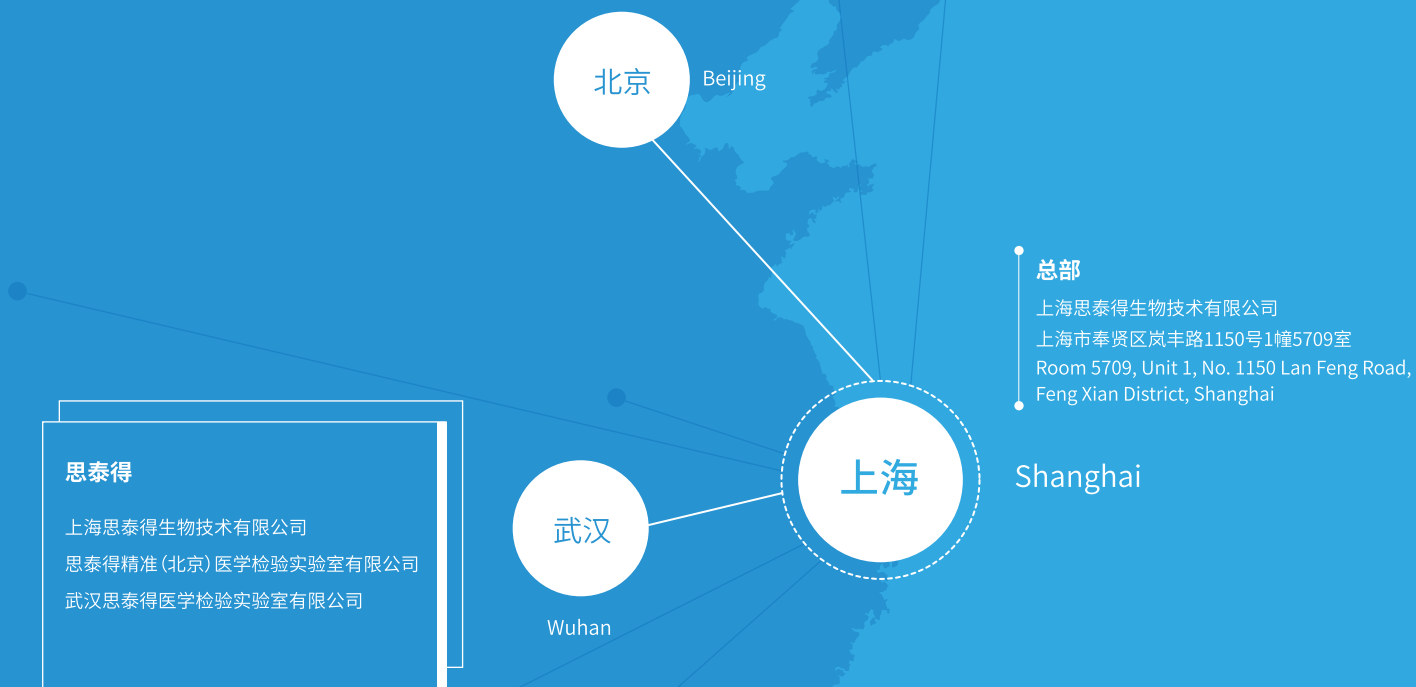 北京
Beijing
总部
上海思泰得生物技术有限公司
上海市奉贤区岚丰路1150号1幢5709室
Room 5709, Unit 1, No. 1150 Lan Feng Road,
Feng Xian District, Shanghai
上海
Shanghai
武汉
Wuhan
思泰得
上海思泰得生物技术有限公司
思泰得精准(北京)医学检验实验室有限公司
武汉思泰得医学检验实验室有限公司